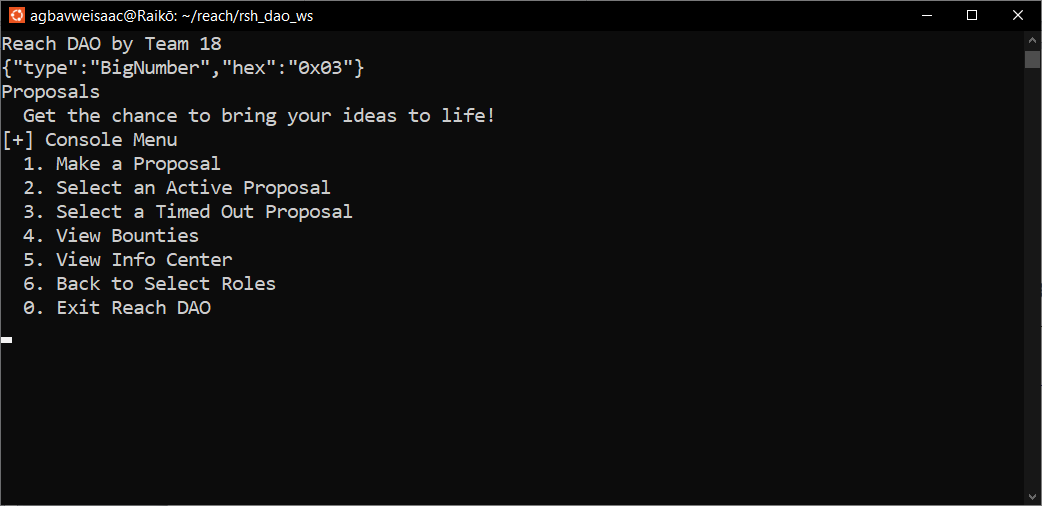 agbavweisaac@Raikō: ~/reach/rsh_dao_ws
Reach DAO by Team 18
{"type":"BigNumber","hex":"0x03"}
Proposals
Get the chance to bring your ideas to life!
[+] Console Menu
1. Make a Proposal
2. Select an Active Proposal
3. Select a Timed Out Proposal
4. View Bounties
5. View Info Center
6. Back to Select Roles
0. Exit Reach DAO